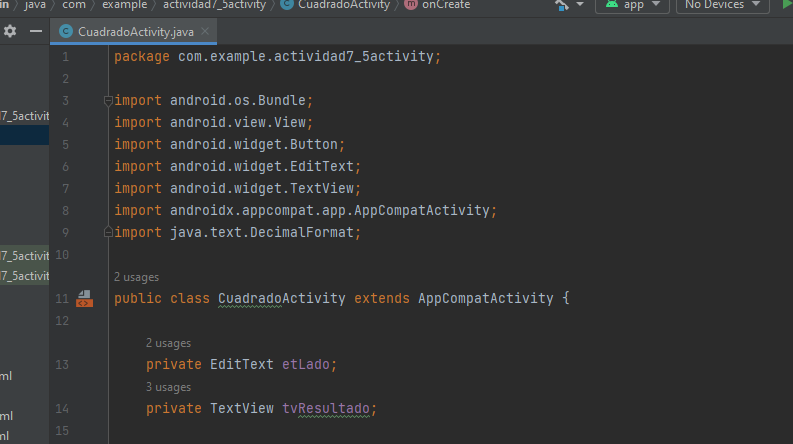 in > java > com > example > actividad7_5activity > CuadradoActivity > onCreate app No Devices
CuadradoActivity.java
1 package com.example.actividad7_5activity;
2
3 import android.os.Bundle;
4 import android.view.View;
5 import android.widget.Button;
6 import android.widget.EditText;
7 import android.widget.TextView;
8 import androidx.appcompat.app.AppCompatActivity;
9 import java.text.DecimalFormat;
10
2 usages
11 public class CuadradoActivity extends AppCompatActivity {
12
2 usages
13 private EditText etLado;
3 usages
14 private TextView tvResultado;
15
d7_5activit
d7_5activit
d7_5activit
ml
ml
ml